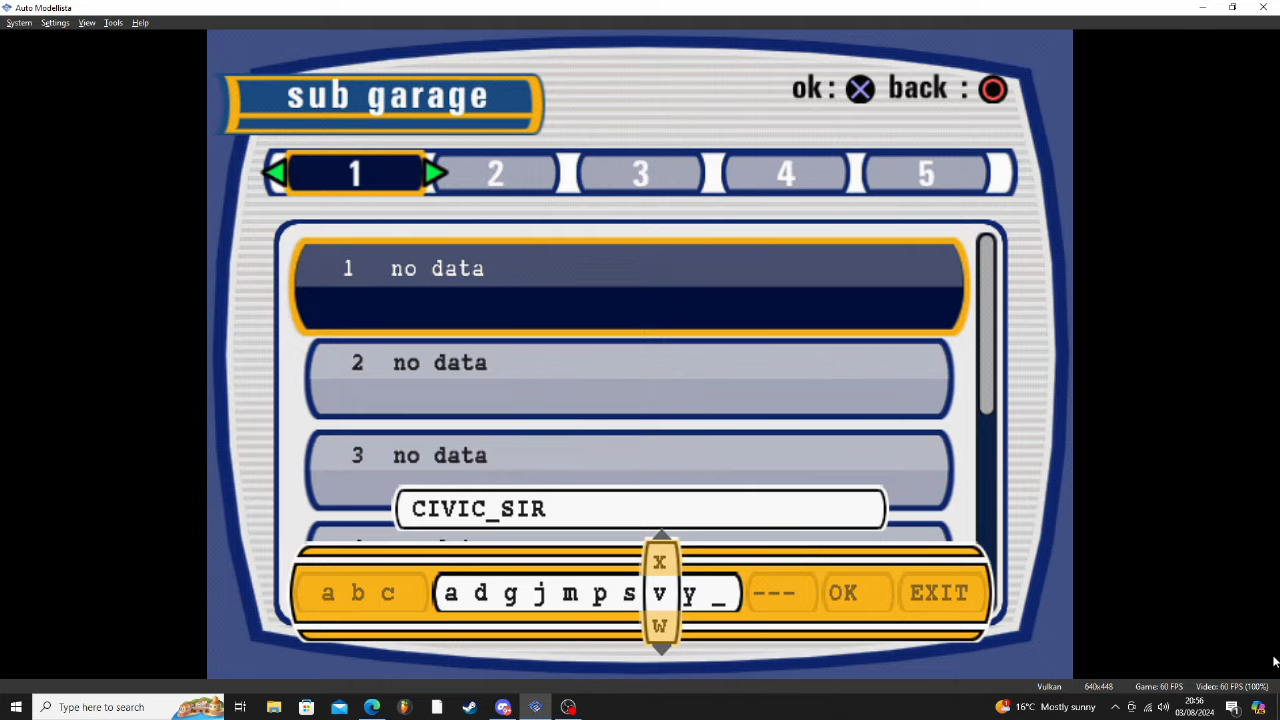 Auto Modellista
System Settings View Tools Help
sub garage
ok: back :
1 2 3 4 5
1 no data
2 no data
3 no data
CIVIC_SIR
x
a b c a d g j m p s v y _ --- OK EXIT
w
Vulkan 640x448 Game: 60 FPS Video: 60 FPS (100%)
Type here to search
16°C Mostly sunny
20:56
03/08/2024